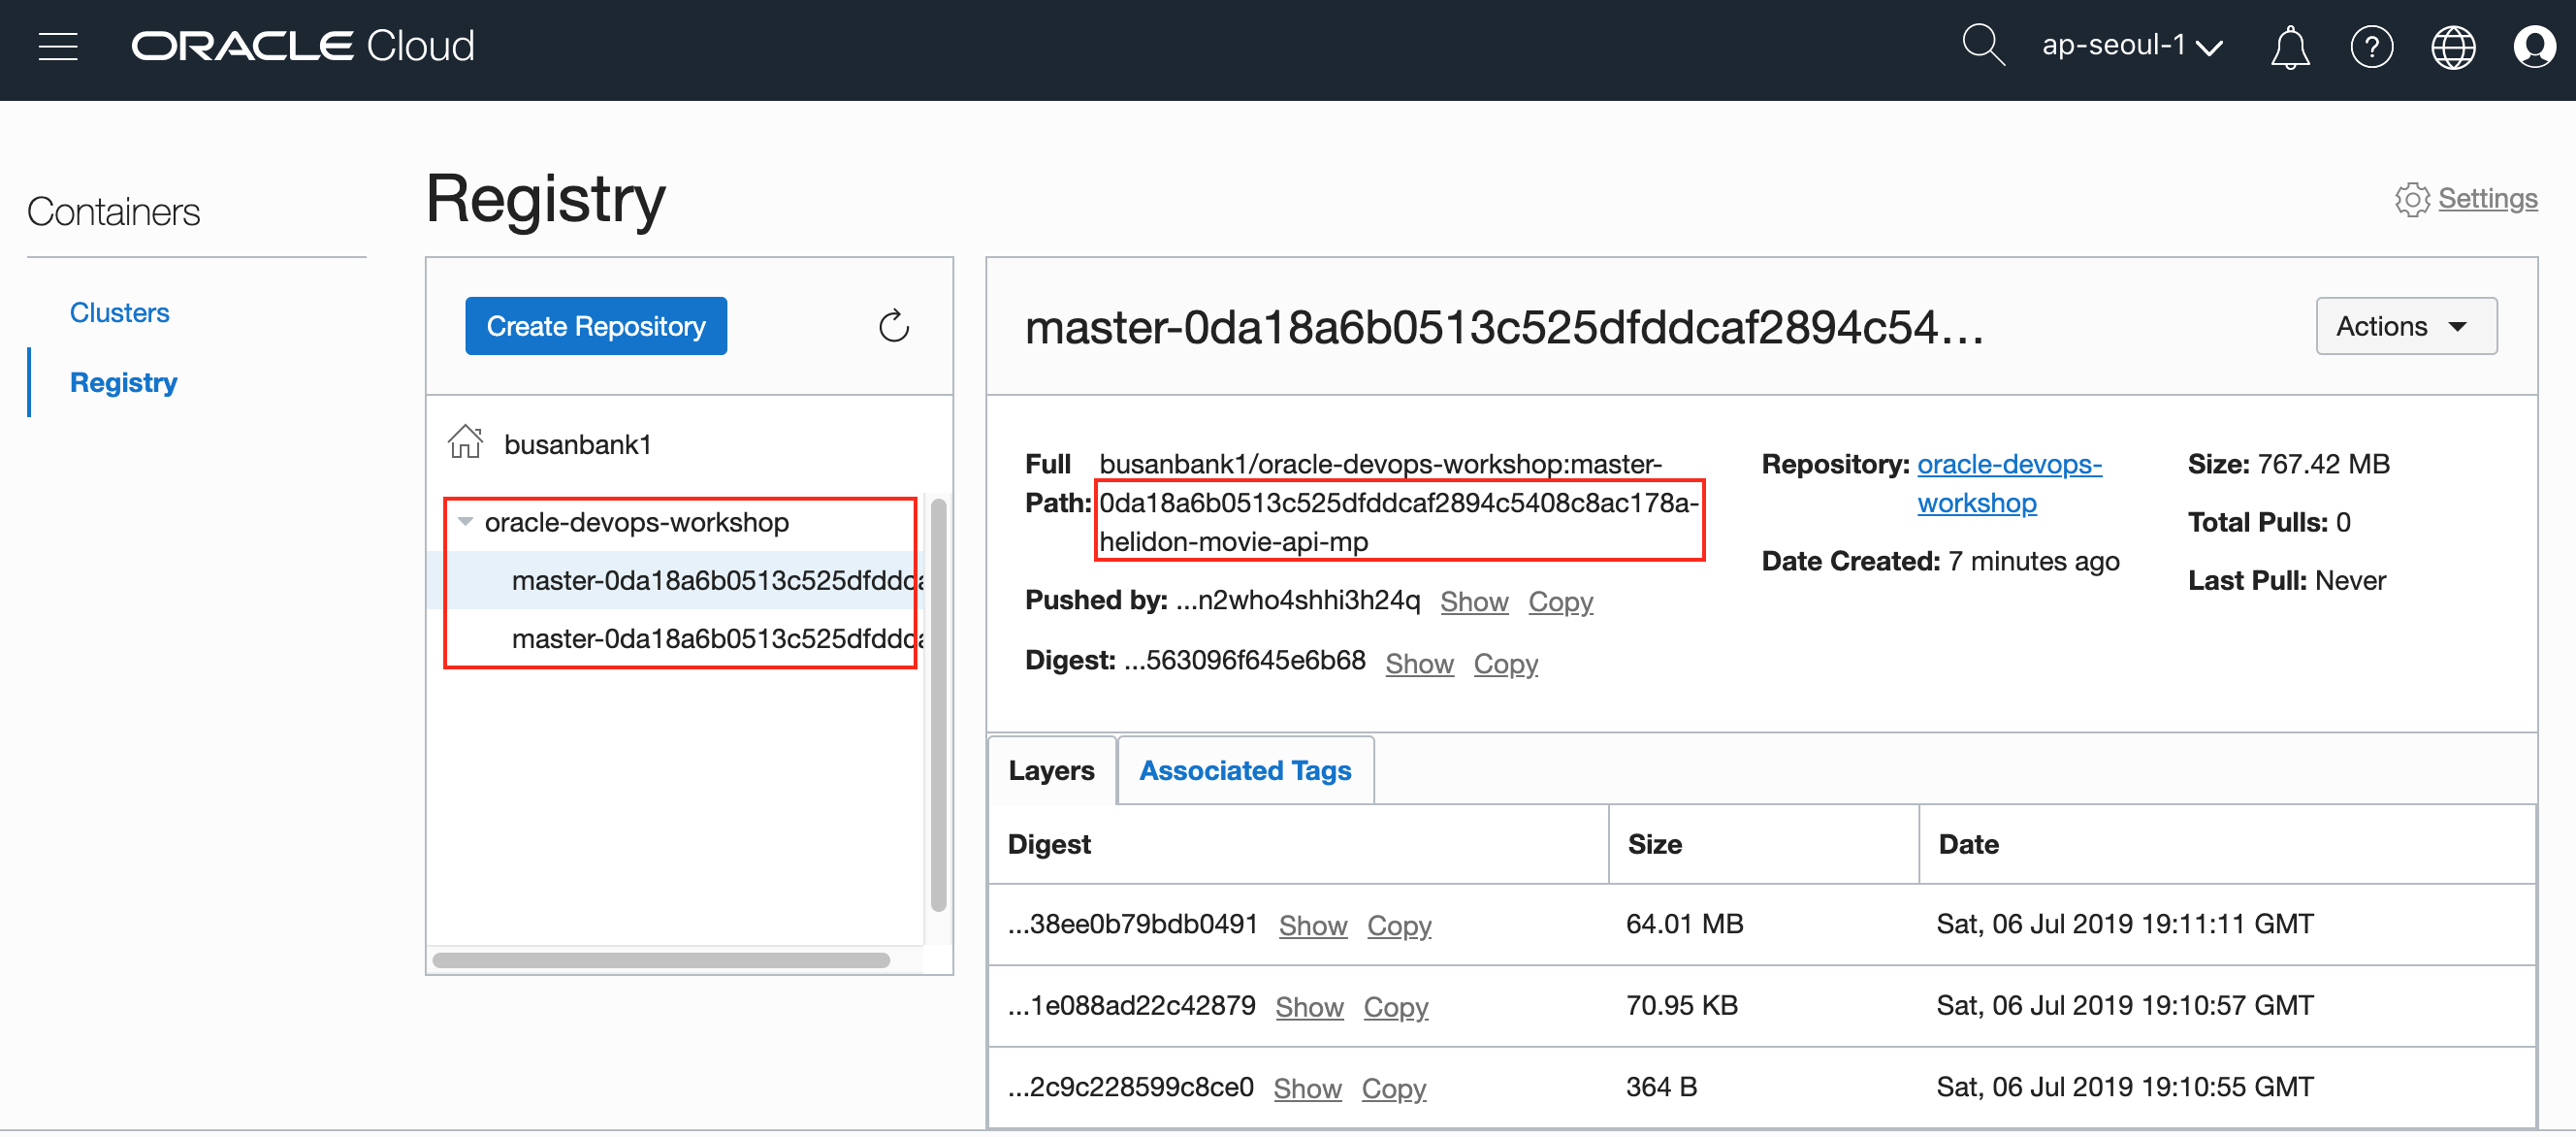 ORACLE Cloud
ap-seoul-1
?
Containers
Clusters
Registry
Registry
Settings
Create Repository
busanbank1
oracle-devops-workshop
master-0da18a6b0513c525dfddca
master-0da18a6b0513c525dfddca
master-0da18a6b0513c525dfddcaf2894c54...
Actions
Full Path: busanbank1/oracle-devops-workshop:master-
0da18a6b0513c525dfddcaf2894c5408c8ac178a-
helidon-movie-api-mp
Pushed by: ...n2who4shhi3h24q Show Copy
Digest: ...563096f645e6b68 Show Copy
Repository: oracle-devops-
workshop
Date Created: 7 minutes ago
Size: 767.42 MB
Total Pulls: 0
Last Pull: Never
Layers Associated Tags
Digest Size Date
...38ee0b79bdb0491 Show Copy 64.01 MB Sat, 06 Jul 2019 19:11:11 GMT
...1e088ad22c42879 Show Copy 70.95 KB Sat, 06 Jul 2019 19:10:57 GMT
...2c9c228599c8ce0 Show Copy 364 B Sat, 06 Jul 2019 19:10:55 GMT